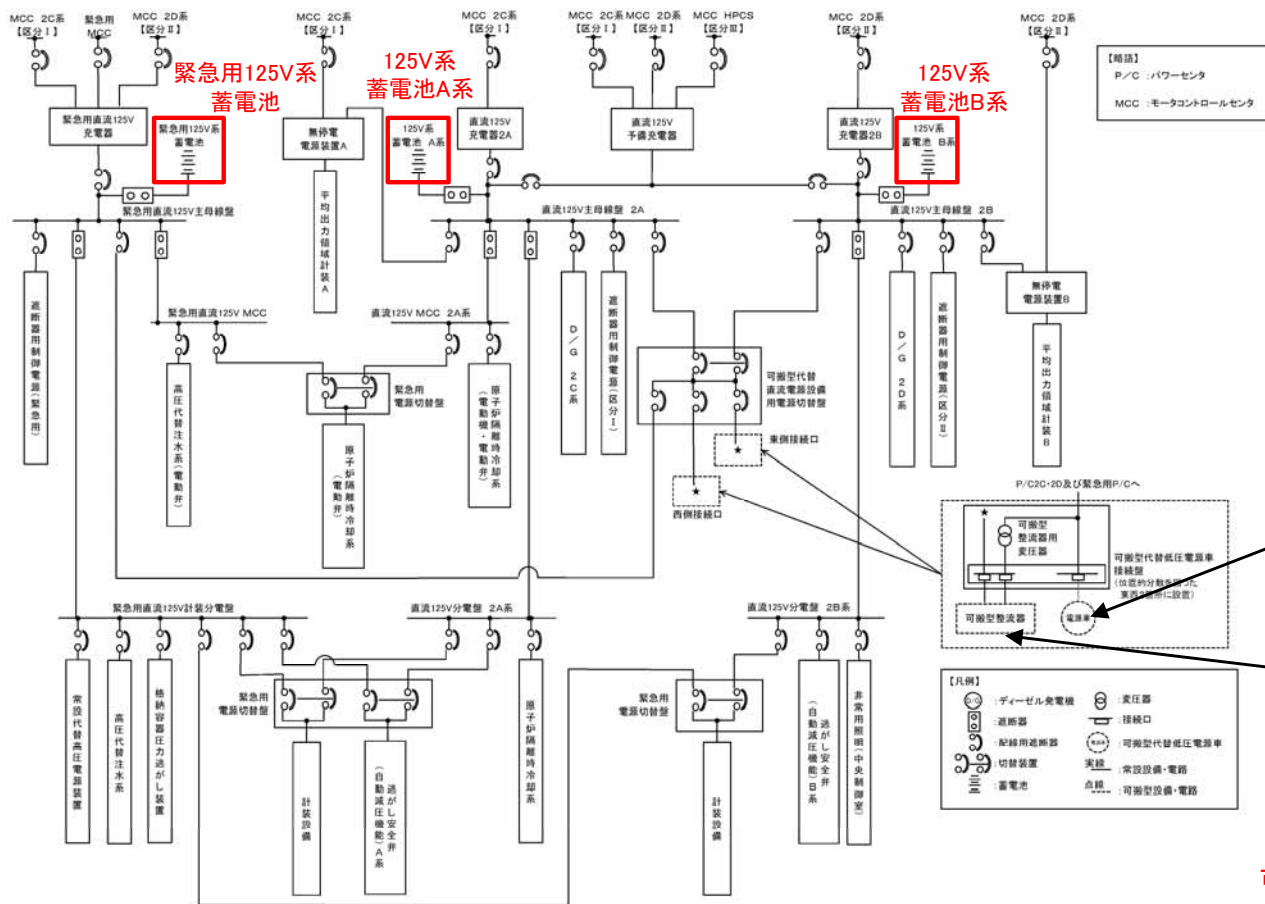 MCC 2C系
【区分Ⅰ】
緊急用
MCC
MCC 2D系
【区分Ⅱ】
MCC 2C系
【区分Ⅰ】
MCC 2C系
【区分Ⅰ】
MCC 2C系
【区分Ⅰ】
MCC 2D系
【区分Ⅱ】
MCC HPCS
【区分Ⅲ】
MCC 2D系
【区分Ⅱ】
MCC 2D系
【区分Ⅱ】
緊急用125V系
蓄電池
125V系
蓄電池A系
125V系
蓄電池B系
【略語】
P/C :パワーセンタ
MCC :モータコントロールセンタ
緊急用直流125V
充電器
緊急用125V系
蓄電池
無停電
電源装置A
125V系
蓄電池 A系
直流125V
充電器2A
直流125V
予備充電器
直流125V
充電器2B
125V系
蓄電池 B系
緊急用直流125V主母線盤
直流125V主母線盤 2A
直流125V主母線盤 2B
平均出力領域計装A
無停電
電源装置B
平均出力領域計装B
遮断器用制御電源(緊急用)
緊急用直流125V MCC
直流125V MCC 2A系
高圧代替注水系(電動弁)
緊急用
電源切替盤
原子炉隔離時冷却系
(電動弁)
原子炉隔離時冷却系
(電動機・電動弁)
D/G 2C系
遮断器用制御電源(区分Ⅰ)
可搬型代替
直流電源設備
用電源切替盤
D/G 2D系
遮断器用制御電源(区分Ⅱ)
東側接続口
★
西側接続口
★
P/C2C・2D及び緊急用P/Cへ
★
可搬型
整流器用
変圧器
可搬型代替低圧電源車
接続盤
(位置的分散を図った
東西2箇所に設置)
可搬型整流器
電源車
緊急用直流125V計装分電盤
直流125V分電盤 2A系
直流125V分電盤 2B系
常設代替高圧電源装置
高圧代替注水系
格納容器圧力逃がし装置
緊急用
電源切替盤
計装設備
逃がし安全弁
(自動減圧機能)A系
原子炉隔離時冷却系
緊急用
電源切替盤
計装設備
逃がし安全弁
(自動減圧機能)B系
非常用照明(中央制御室)
【凡例】
D/G :ディーゼル発電機
:変圧器
:遮断器
:接続口
:配線用遮断器
電源車 :可搬型代替低圧電源車
:切替装置
実線 :常設設備・電路
:蓄電池
点線 :可搬型設備・電路